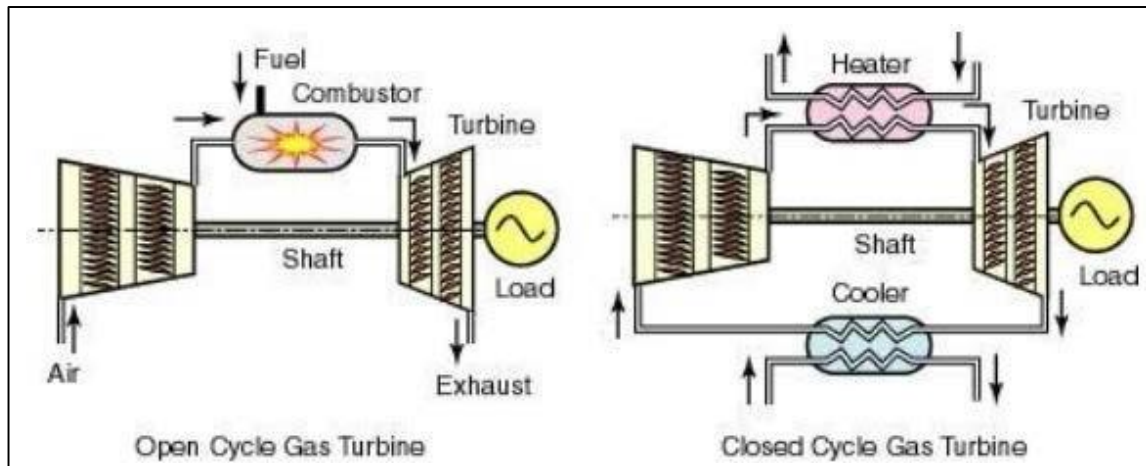 Fuel
Combustor
Turbine
Shaft
Load
Air
Exhaust
Open Cycle Gas Turbine
Heater
Turbine
Shaft
Load
Cooler
Closed Cycle Gas Turbine